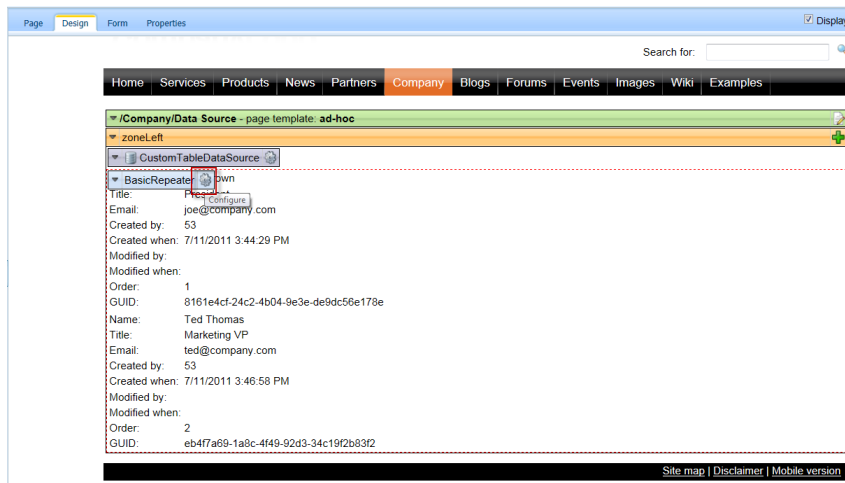 Page Design Form Properties Display
Search for:
Home Services Products News Partners Company Blogs Forums Events Images Wiki Examples
/Company/Data Source - page template: ad-hoc
zoneLeft
CustomTableDataSource
BasicRepeater own
Title: President
Configure
Email: joe@company.com
Created by: 53
Created when: 7/11/2011 3:44:29 PM
Modified by:
Modified when:
Order: 1
GUID: 8161e4cf-24c2-4b04-9e3e-de9dc56e178e
Name: Ted Thomas
Title: Marketing VP
Email: ted@company.com
Created by: 53
Created when: 7/11/2011 3:46:58 PM
Modified by:
Modified when:
Order: 2
GUID: eb4f7a69-1a8c-4f49-92d3-34c19f2b83f2
Site map | Disclaimer | Mobile version